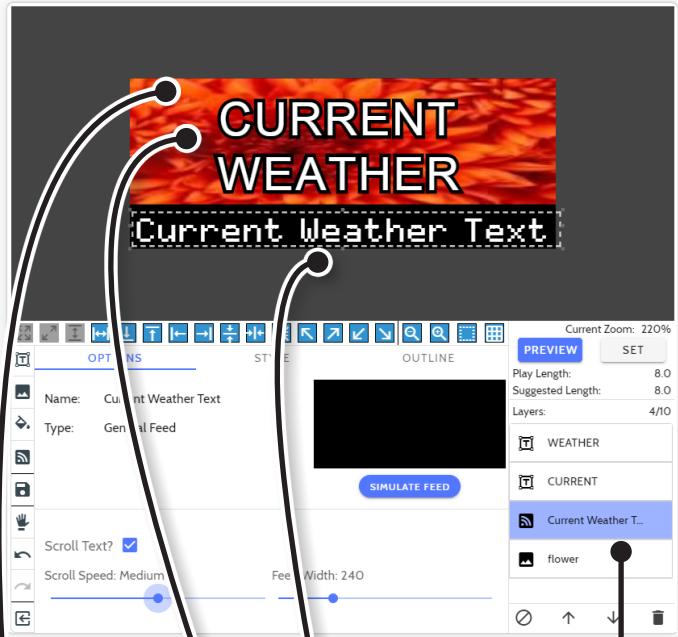 CURRENT
WEATHER
Current Weather Text
Current Zoom: 220%
PREVIEW SET
OPTIONS STYLE OUTLINE
Play Length: 8.0
Suggested Length: 8.0
Layers: 4/10
Name: Current Weather Text
Type: General Feed
WEATHER
CURRENT
SIMULATE FEED
Current Weather T...
Scroll Text?
flower
Scroll Speed: Medium Feed Width: 240